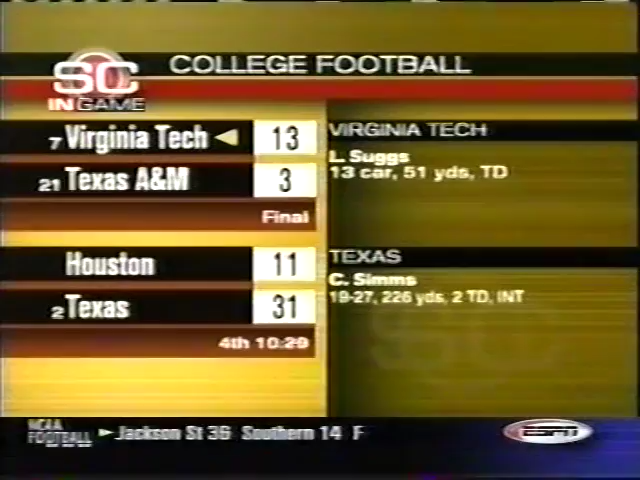 SC
IN GAME
COLLEGE FOOTBALL
7 Virginia Tech 13
21 Texas A&M 3
Final
VIRGINIA TECH
L. Suggs
13 car, 51 yds, TD
Houston 11
2 Texas 31
4th 10:29
TEXAS
C. Simms
19-27, 226 yds, 2 TD, INT
NCAA
FOOTBALL
Jackson St 36 Southern 14 F
ESPN